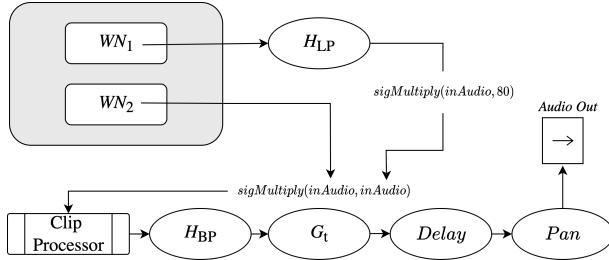 WN₁
H_LP
sigMultiply(inAudio, 80)
WN₂
Audio Out
→
sigMultiply(inAudio, inAudio)
Clip
Processor
H_BP
G_t
Delay
Pan